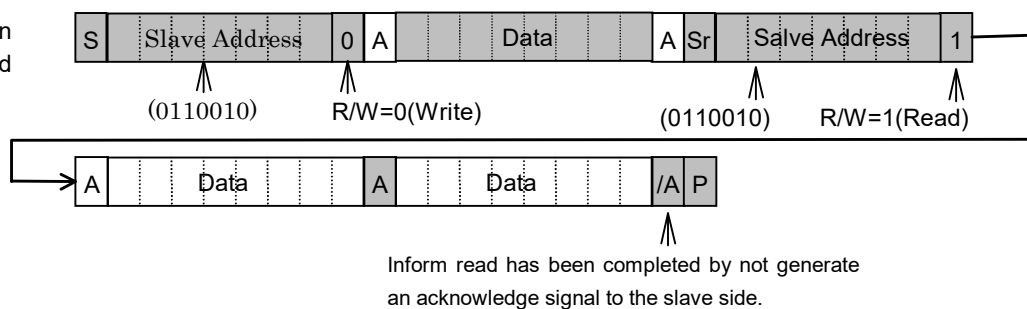 n
d
S Slave Address 0 A Data A Sr Salve Address 1
(0110010) R/W=0(Write) (0110010) R/W=1(Read)
A Data A Data /A P
Inform read has been completed by not generate
an acknowledge signal to the slave side.